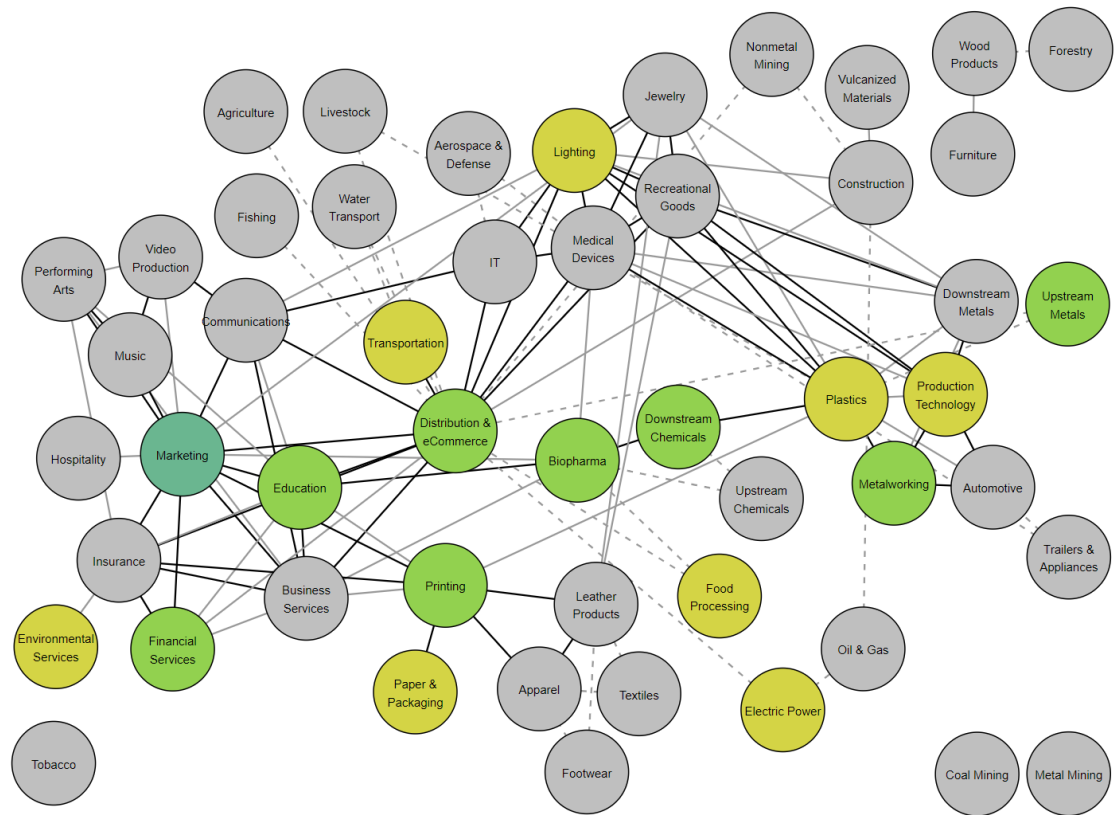 Wood
Products
Forestry
Nonmetal
Mining
Vulcanized
Materials
Jewelry
Agriculture
Livestock
Aerospace &
Defense
Lighting
Furniture
Construction
Recreational
Goods
Water
Transport
Fishing
Medical
Devices
IT
Video
Production
Performing
Arts
Downstream
Metals
Upstream
Metals
Communications
Transportation
Music
Plastics
Production
Technology
Distribution &
eCommerce
Downstream
Chemicals
Marketing
Hospitality
Education
Biopharma
Metalworking
Automotive
Upstream
Chemicals
Trailers &
Appliances
Insurance
Business
Services
Printing
Leather
Products
Food
Processing
Environmental
Services
Financial
Services
Oil & Gas
Paper &
Packaging
Apparel
Textiles
Electric Power
Tobacco
Footwear
Coal Mining
Metal Mining